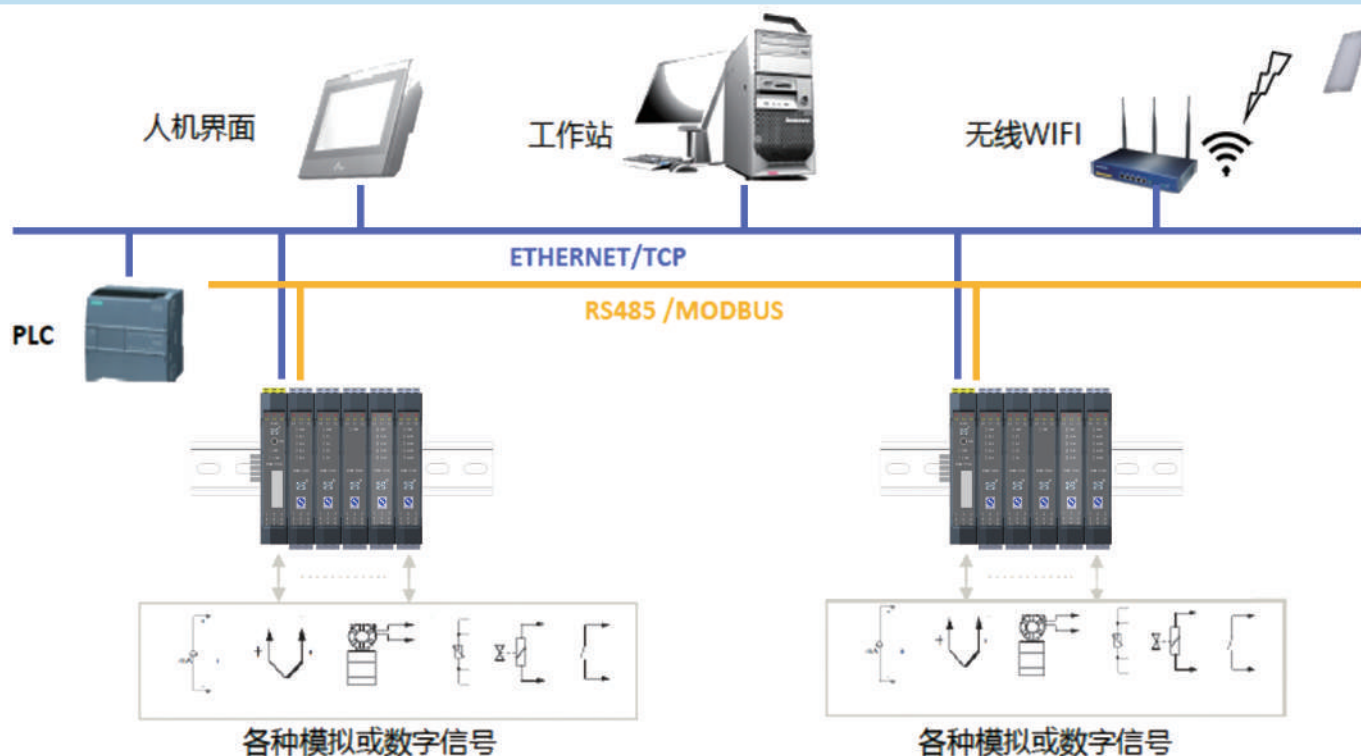 人机界面
工作站
无线WIFI
ETHERNET/TCP
RS485 /MODBUS
PLC
各种模拟或数字信号
各种模拟或数字信号